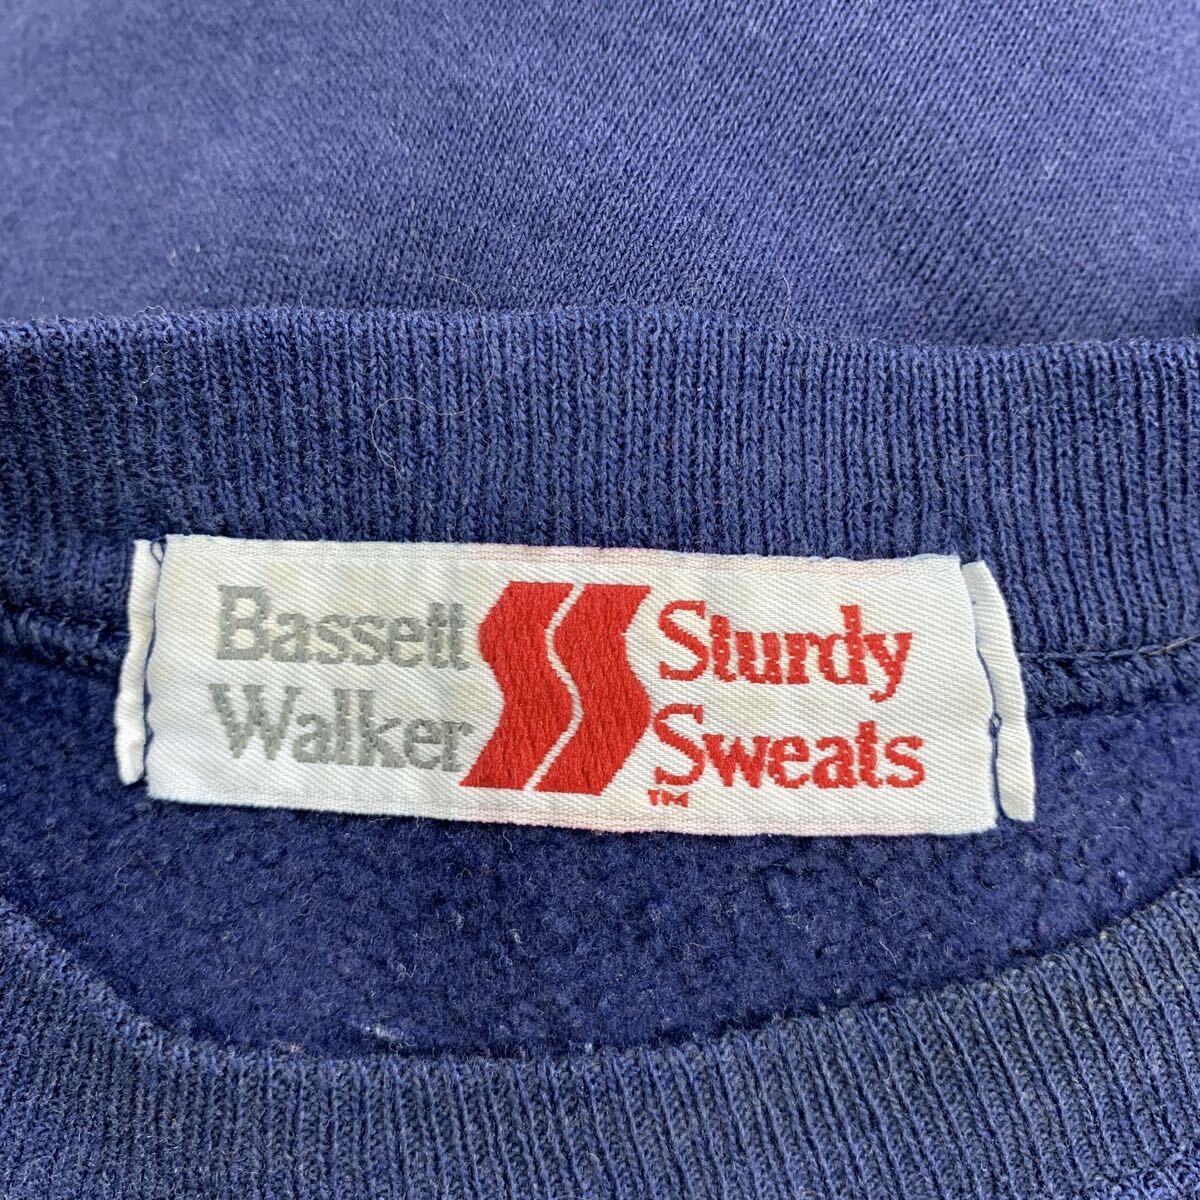 Bassett
Walker
Sturdy
Sweats
TM